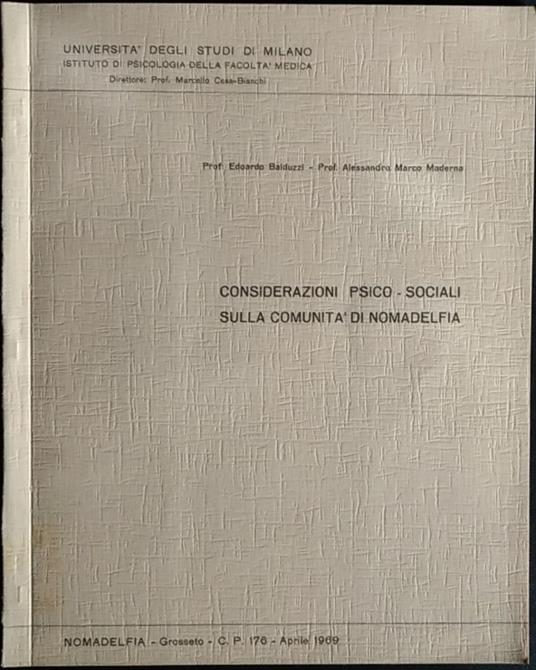 UNIVERSITA' DEGLI STUDI DI MILANO
ISTITUTO DI PSICOLOGIA DELLA FACOLTA' MEDICA
Direttore: Prof. Marcello Cesa-Bianchi
Prof. Edoardo Balduzzi - Prof. Alessandro Marco Maderna
CONSIDERAZIONI PSICO - SOCIALI
SULLA COMUNITA' DI NOMADELFIA
NOMADELFIA - Grosseto - C. P. 176 - Aprile 1969